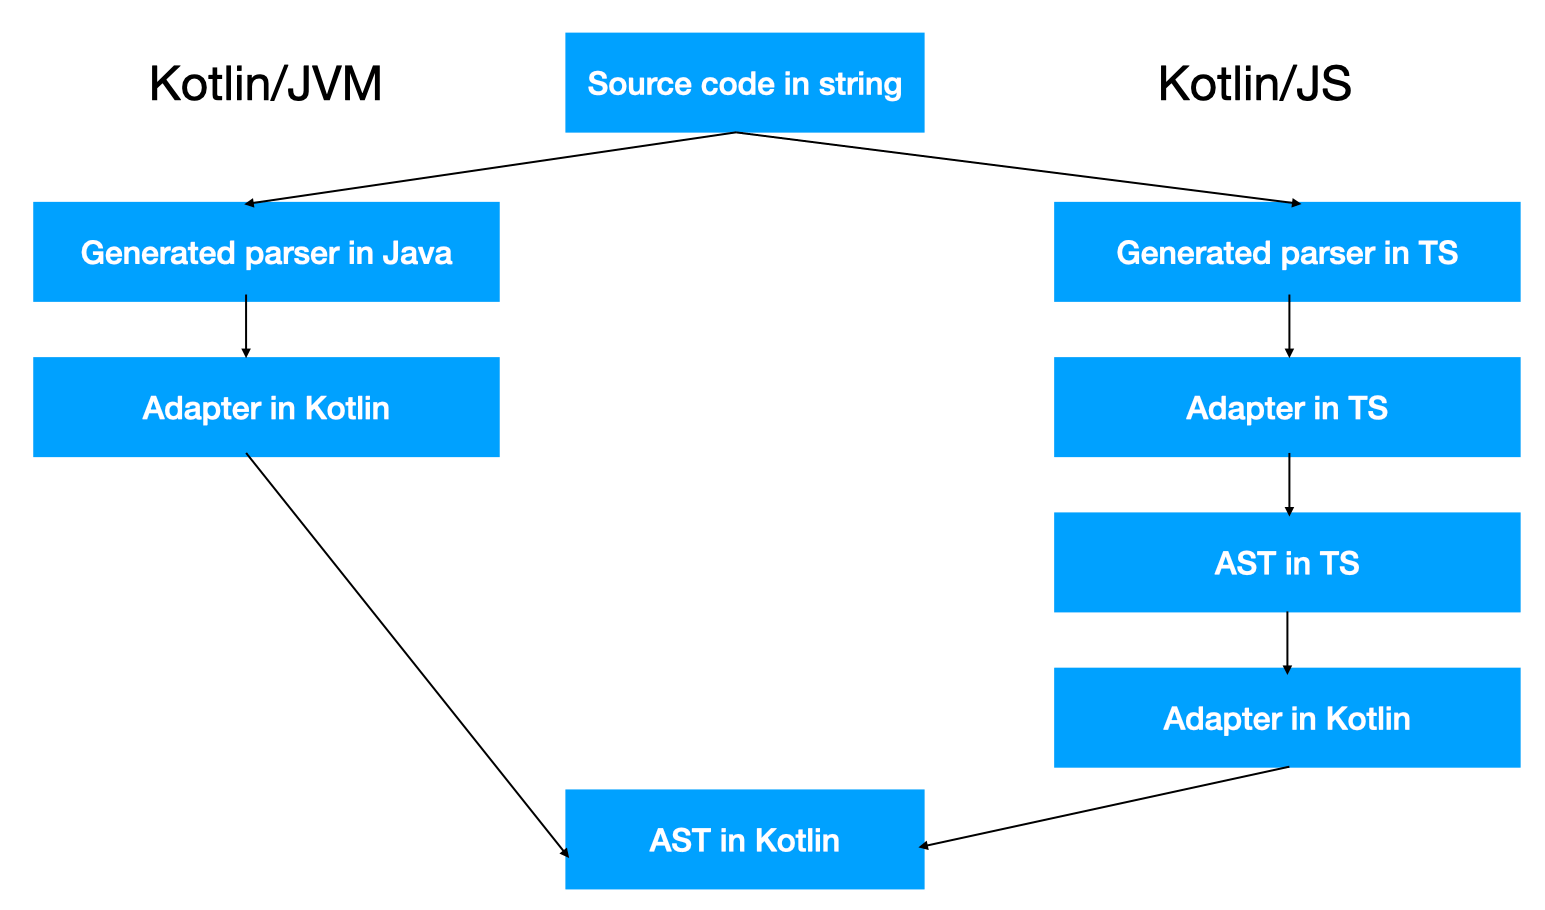 Kotlin/JVM
Source code in string
Kotlin/JS
Generated parser in Java
Generated parser in TS
Adapter in Kotlin
Adapter in TS
AST in TS
Adapter in Kotlin
AST in Kotlin